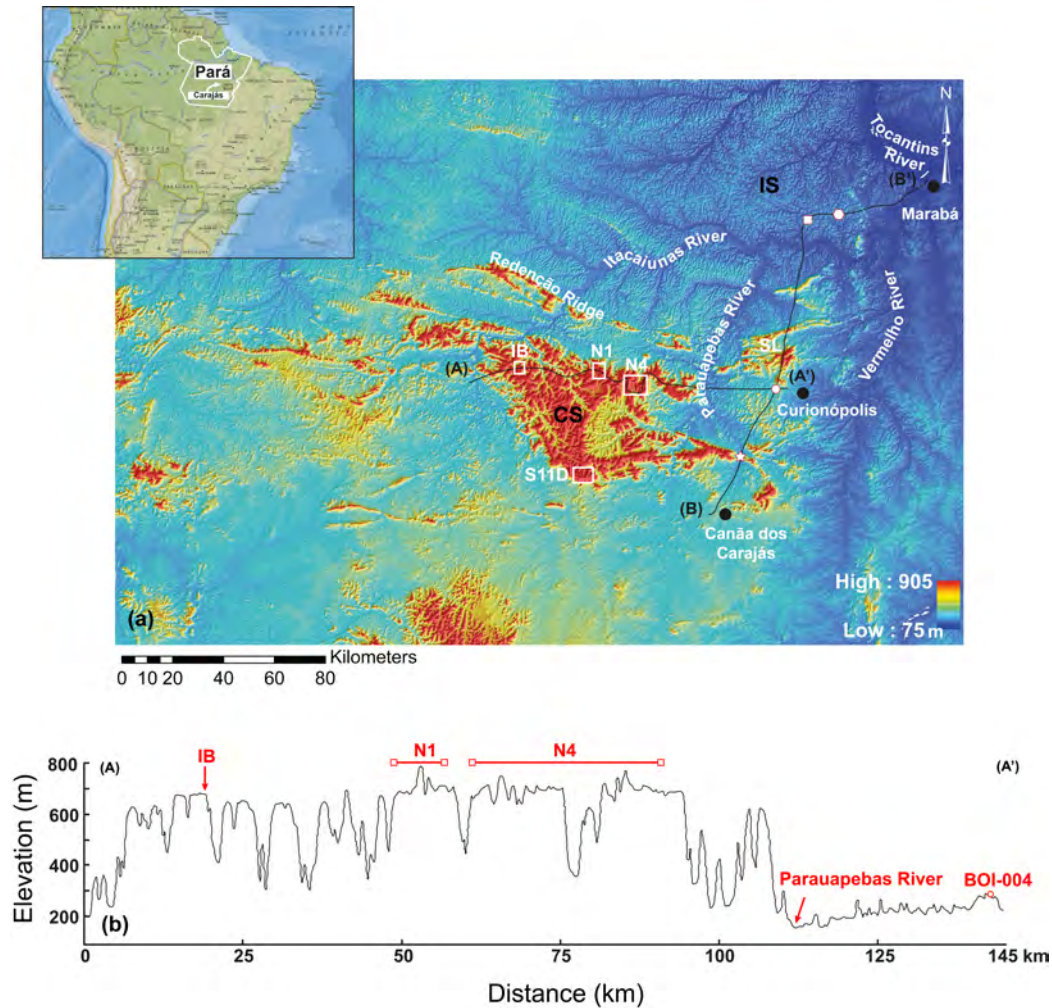 Pará
Carajás
N
Tocantins
River
(B')
Marabá
IS
Itacaiunas River
Redenção Ridge
Parauapebas River
Vermelho River
SL
IB
N1
N4
(A)
(A')
Curionópolis
CS
S11D
(B)
Canãa dos
Carajás
High : 905
Low : 75 m
(a)
Kilometers
0 10 20 40 60 80
IB
N1
N4
(A)
(A')
800
600
400
200
Elevation (m)
Parauapebas River
BOI-004
(b)
0 25 50 75 100 125 145 km
Distance (km)